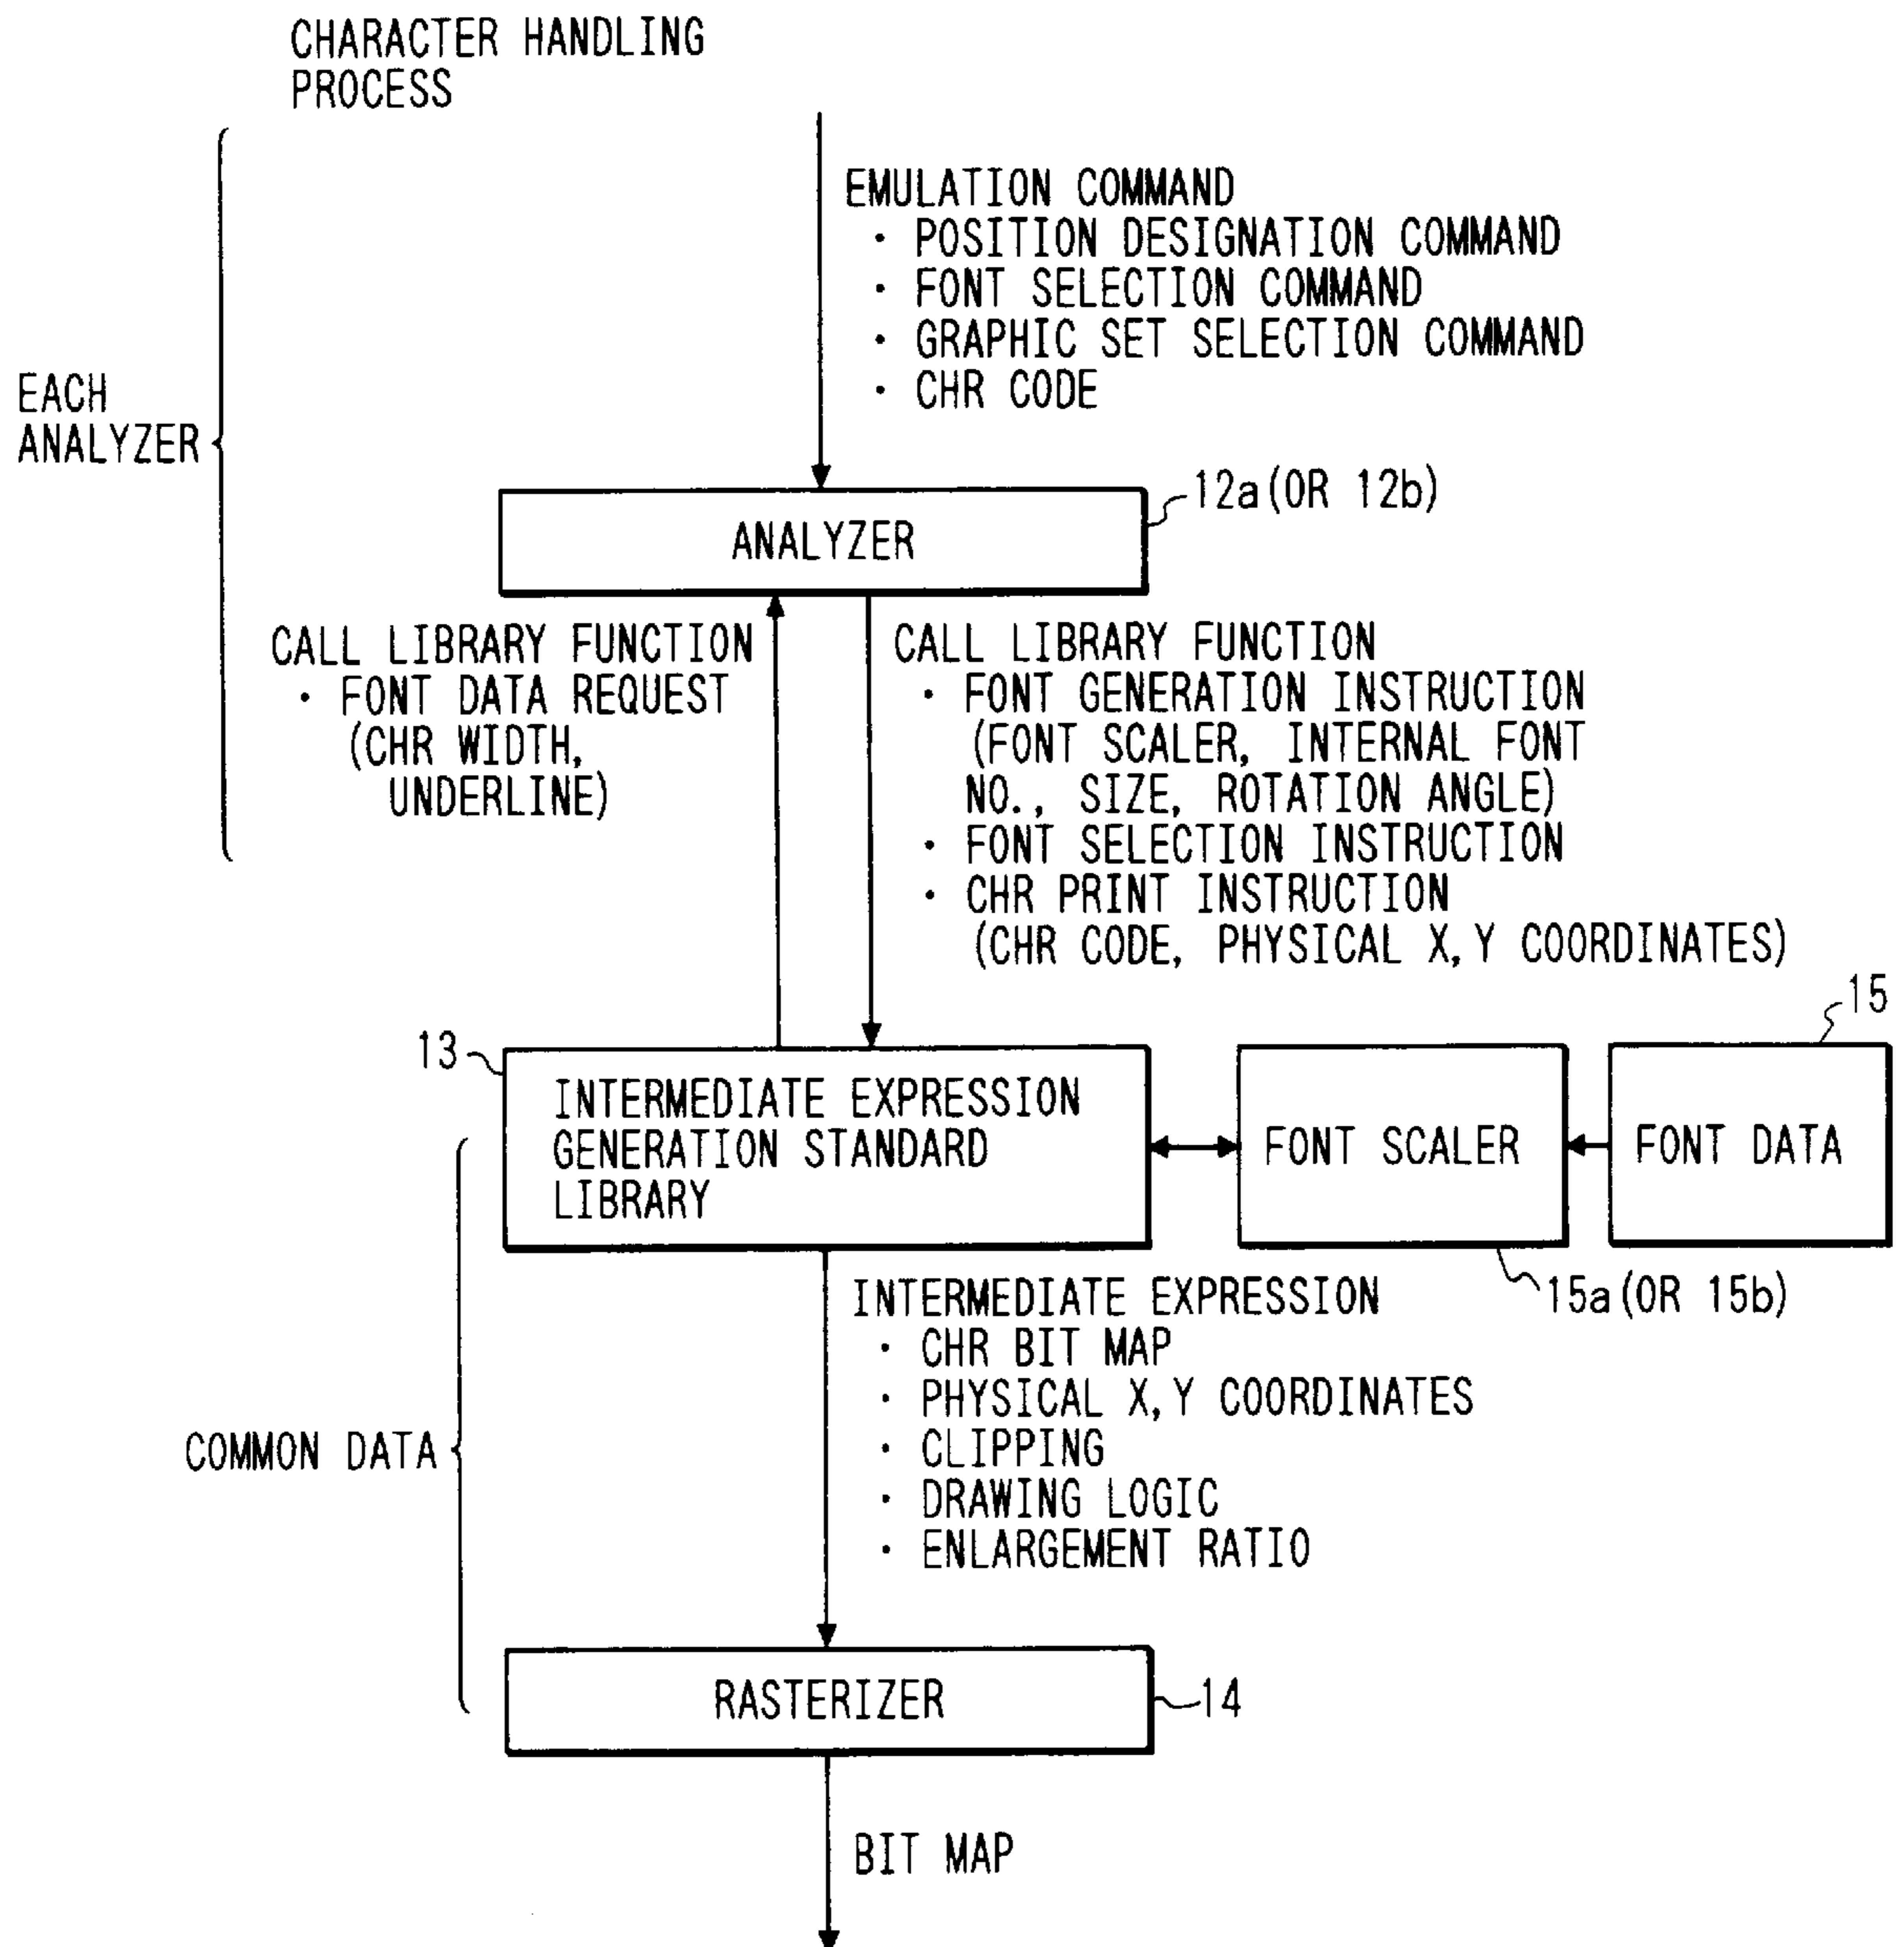 CHARACTER HANDLING
PROCESS
EMULATION COMMAND
· POSITION DESIGNATION COMMAND
· FONT SELECTION COMMAND
· GRAPHIC SET SELECTION COMMAND
· CHR CODE
EACH
ANALYZER
12a (OR 12b)
ANALYZER
CALL LIBRARY FUNCTION
· FONT DATA REQUEST
(CHR WIDTH,
UNDERLINE)
CALL LIBRARY FUNCTION
· FONT GENERATION INSTRUCTION
(FONT SCALER, INTERNAL FONT
NO., SIZE, ROTATION ANGLE)
· FONT SELECTION INSTRUCTION
· CHR PRINT INSTRUCTION
(CHR CODE, PHYSICAL X, Y COORDINATES)
13
INTERMEDIATE EXPRESSION
GENERATION STANDARD
LIBRARY
FONT SCALER
15
FONT DATA
15a (OR 15b)
INTERMEDIATE EXPRESSION
· CHR BIT MAP
· PHYSICAL X, Y COORDINATES
· CLIPPING
· DRAWING LOGIC
· ENLARGEMENT RATIO
COMMON DATA
RASTERIZER
14
BIT MAP